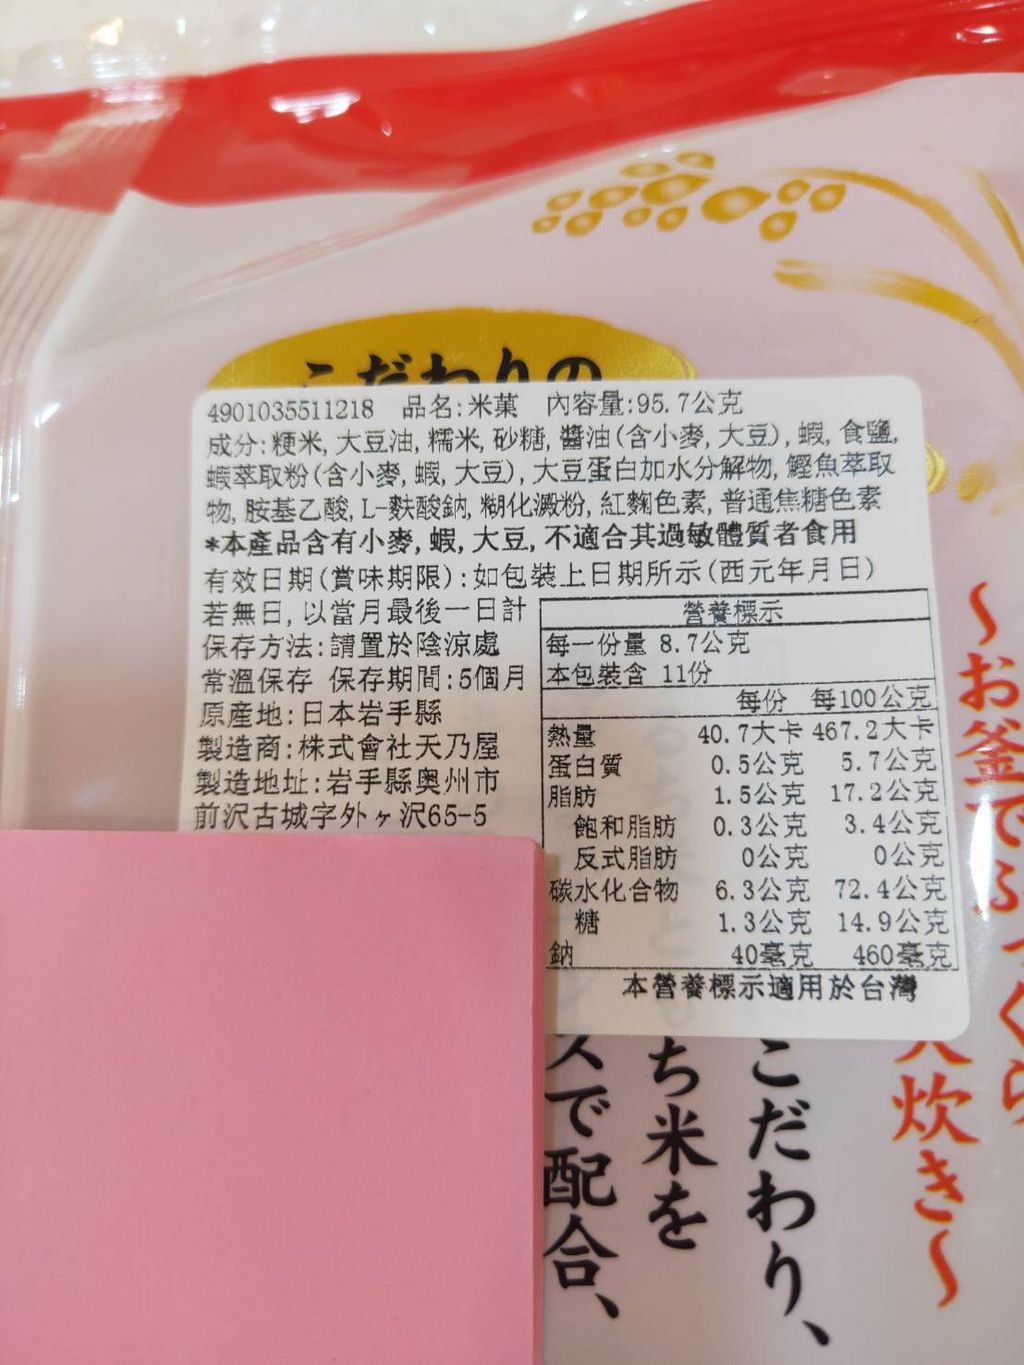 こだわりの
4901035511218 品名:米菓 內容量:95.7公克
成分:粳米, 大豆油, 糯米, 砂糖, 醬油(含小麥, 大豆), 蝦, 食鹽,
蝦萃取粉(含小麥, 蝦, 大豆), 大豆蛋白加水分解物, 鰹魚萃取
物, 胺基乙酸, L-麩酸鈉, 糊化澱粉, 紅麴色素, 普通焦糖色素
*本產品含有小麥, 蝦, 大豆, 不適合其過敏體質者食用
有效日期(賞味期限):如包裝上日期所示(西元年月日)
若無日, 以當月最後一日計
保存方法:請置於陰涼處
常溫保存 保存期間:5個月
原產地:日本岩手縣
製造商:株式會社天乃屋
製造地址:岩手縣奧州市
前沢古城字外ヶ沢65-5
營養標示
每一份量 8.7公克
本包裝含 11份
每份 每100公克
熱量 40.7大卡 467.2大卡
蛋白質 0.5公克 5.7公克
脂肪 1.5公克 17.2公克
飽和脂肪 0.3公克 3.4公克
反式脂肪 0公克 0公克
碳水化合物 6.3公克 72.4公克
糖 1.3公克 14.9公克
鈉 40毫克 460毫克
本營養標示適用於台灣
~お釜でふっくら
炊き~
こだわり、
ち米を
スで配合、